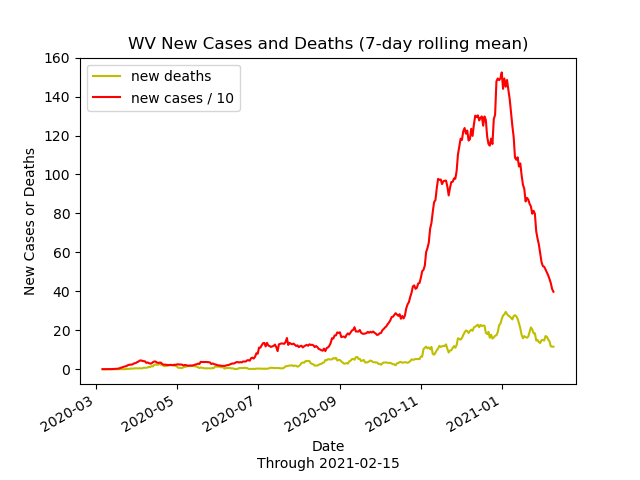 WV New Cases and Deaths (7-day rolling mean)
new deaths
new cases / 10
New Cases or Deaths
160
140
120
100
80
60
40
20
0
2020-03
2020-05
2020-07
2020-09
2020-11
2021-01
Date
Through 2021-02-15